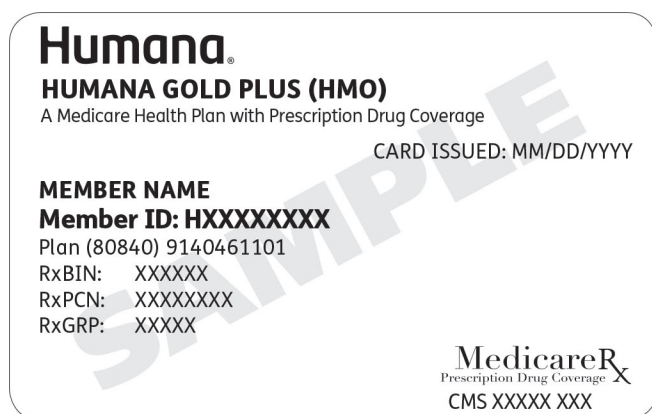 Humana®
HUMANA GOLD PLUS (HMO)
A Medicare Health Plan with Prescription Drug Coverage
CARD ISSUED: MM/DD/YYYY
MEMBER NAME
Member ID: HXXXXXXXX
Plan (80840) 9140461101
RxBIN: XXXXXX
RxPCN: XXXXXXXX
RxGRP: XXXXX
SAMPLE
MedicareRx
Prescription Drug Coverage
CMS XXXXX XXX